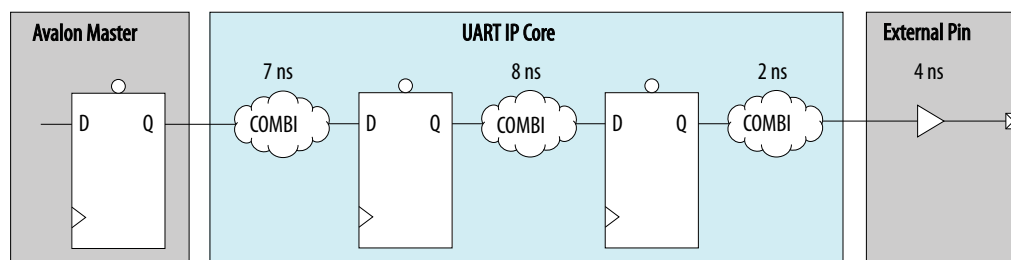 Avalon Master
UART IP Core
External Pin
7 ns
8 ns
2 ns
4 ns
D Q
COMBI
D Q
COMBI
D Q
COMBI